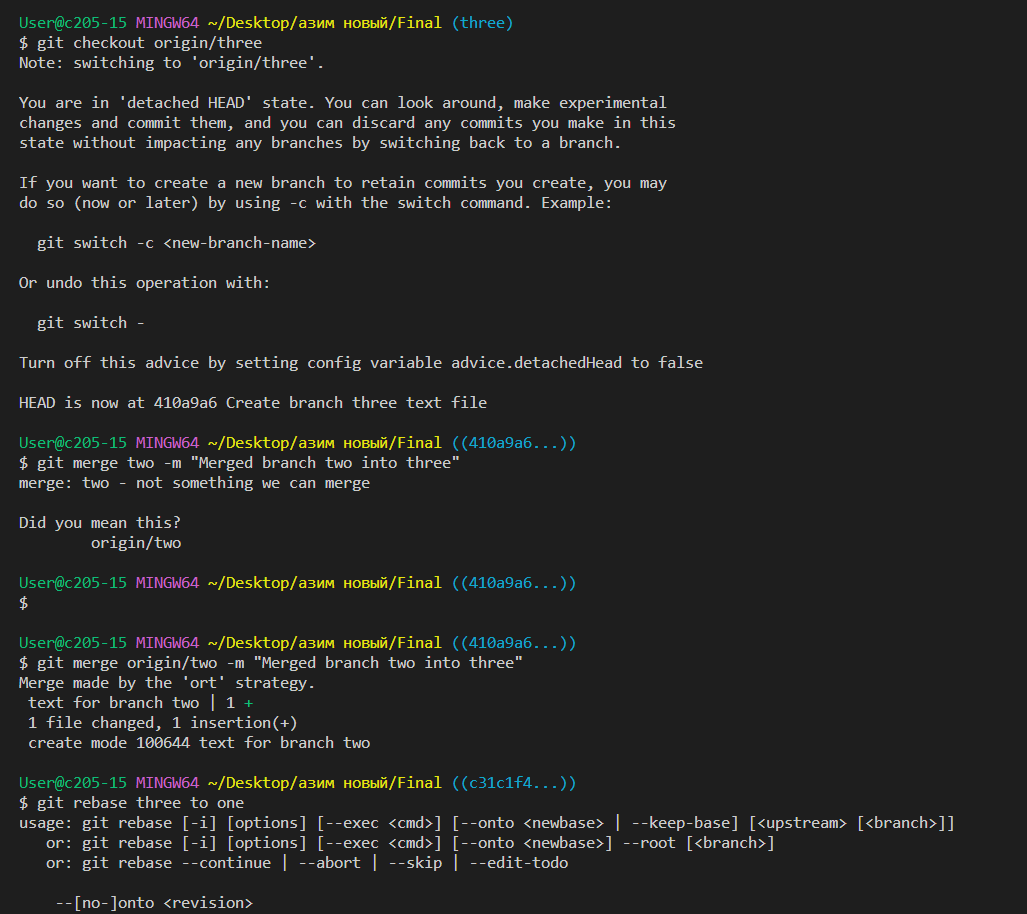 User@c205-15 MINGW64 ~/Desktop/азим новый/Final (three)
$ git checkout origin/three
Note: switching to 'origin/three'.
You are in 'detached HEAD' state. You can look around, make experimental
changes and commit them, and you can discard any commits you make in this
state without impacting any branches by switching back to a branch.
If you want to create a new branch to retain commits you create, you may
do so (now or later) by using -c with the switch command. Example:
git switch -c <new-branch-name>
Or undo this operation with:
git switch -
Turn off this advice by setting config variable advice.detachedHead to false
HEAD is now at 410a9a6 Create branch three text file
User@c205-15 MINGW64 ~/Desktop/азим новый/Final ((410a9a6...))
$ git merge two -m "Merged branch two into three"
merge: two - not something we can merge
Did you mean this?
origin/two
User@c205-15 MINGW64 ~/Desktop/азим новый/Final ((410a9a6...))
$
User@c205-15 MINGW64 ~/Desktop/азим новый/Final ((410a9a6...))
$ git merge origin/two -m "Merged branch two into three"
Merge made by the 'ort' strategy.
text for branch two | 1 +
1 file changed, 1 insertion(+)
create mode 100644 text for branch two
User@c205-15 MINGW64 ~/Desktop/азим новый/Final ((c31c1f4...))
$ git rebase three to one
usage: git rebase [-i] [options] [--exec <cmd>] [--onto <newbase> | --keep-base] [<upstream> [<branch>]]
or: git rebase [-i] [options] [--exec <cmd>] [--onto <newbase>] --root [<branch>]
or: git rebase --continue | --abort | --skip | --edit-todo
--[no-]onto <revision>